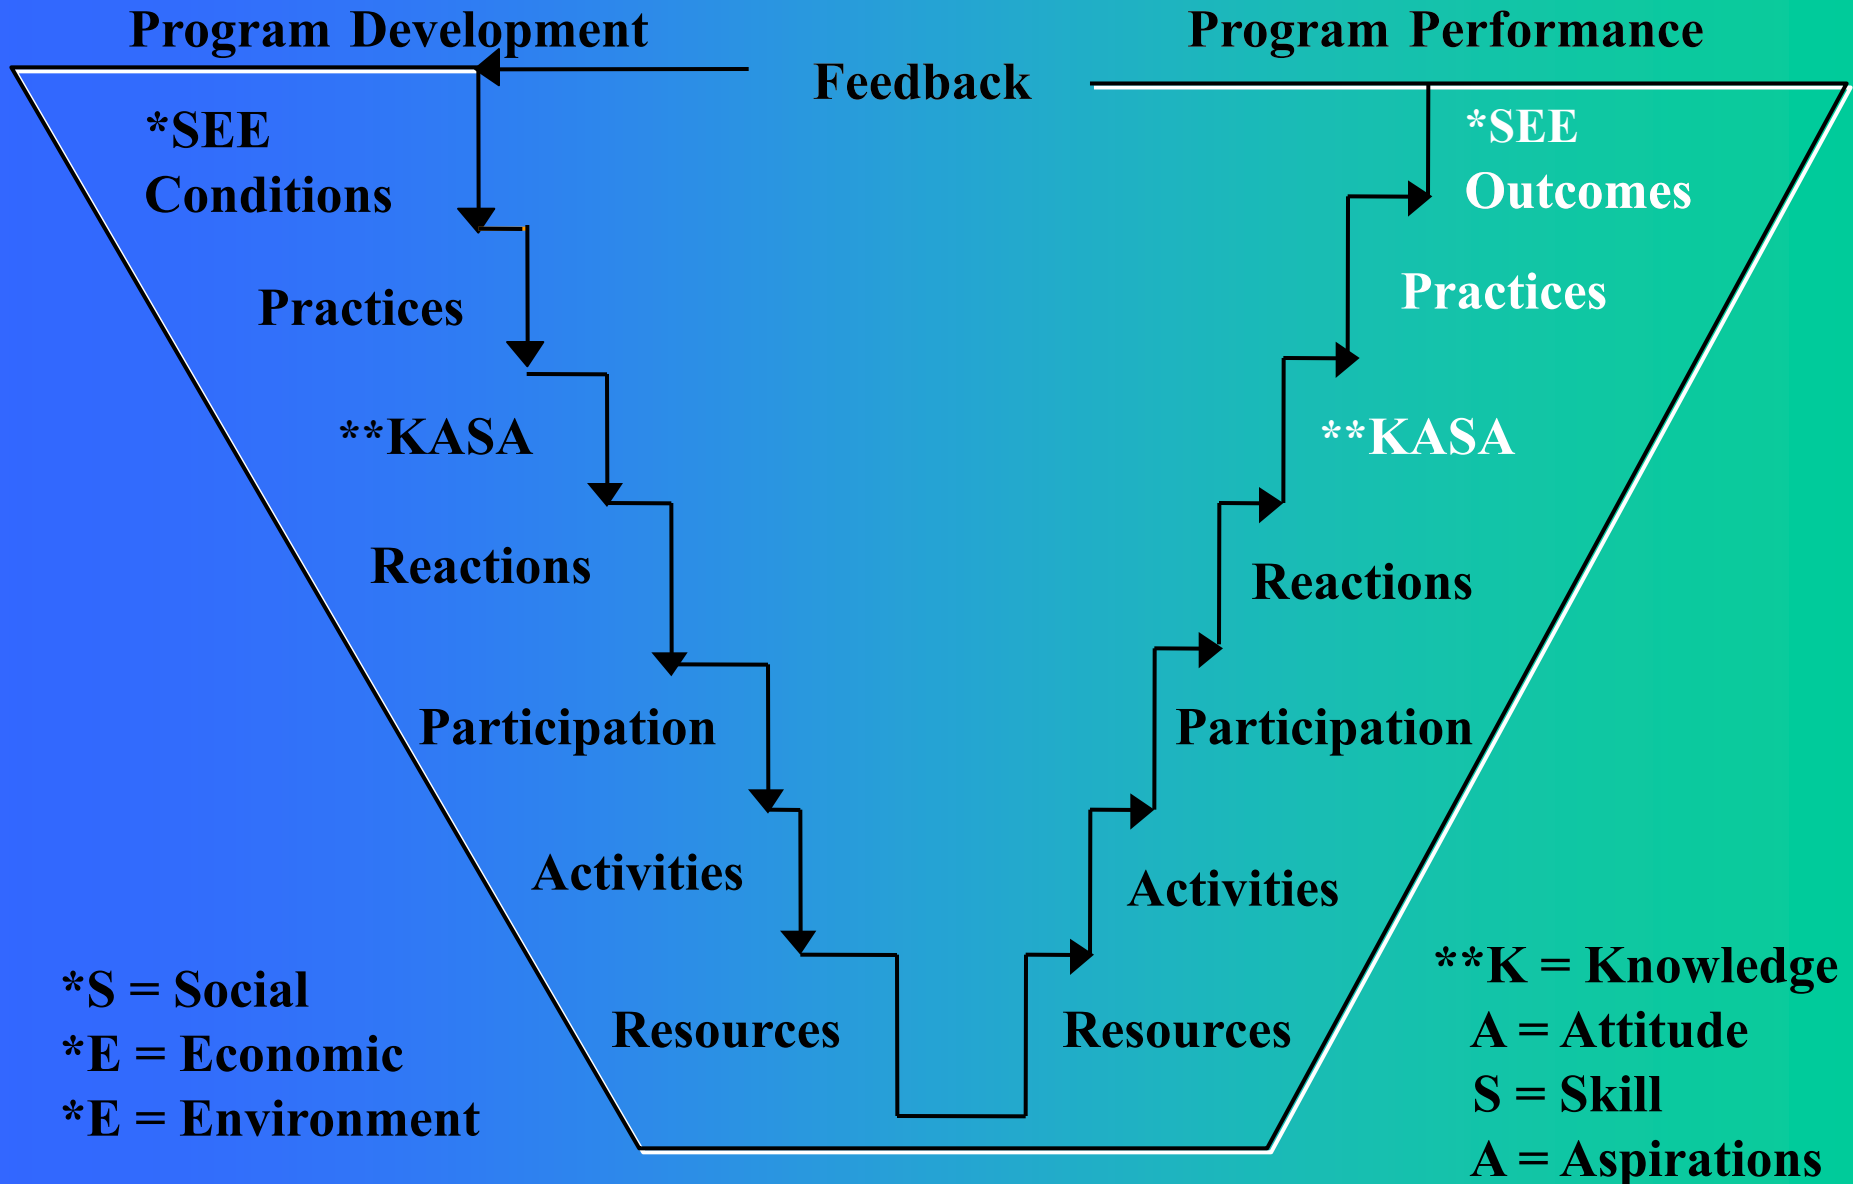 Program Development
Program Performance
Feedback
*SEE
Conditions
Practices
**KASA
Reactions
Participation
Activities
Resources
*SEE
Outcomes
Practices
**KASA
Reactions
Participation
Activities
Resources
*S = Social
*E = Economic
*E = Environment
**K = Knowledge
A = Attitude
S = Skill
A = Aspirations